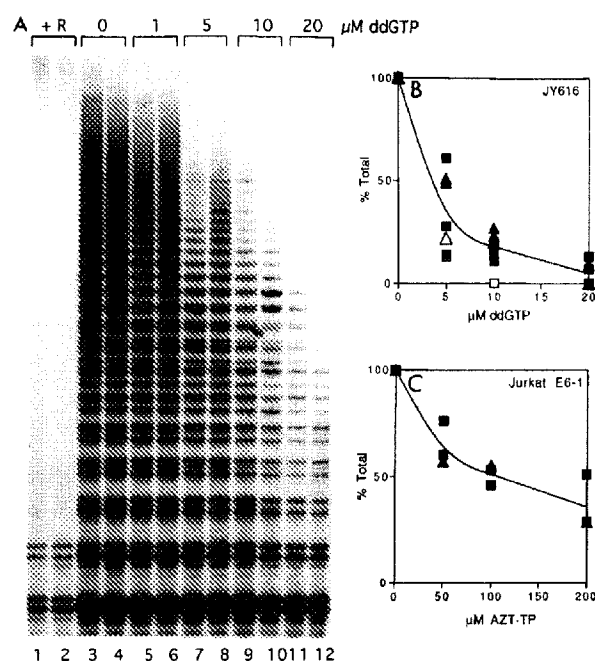 A + R 0 1 5 10 20 µM ddGTP
1 2 3 4 5 6 7 8 9 10 11 12
B
JY616
100
50
0
% Total
0 5 10 15 20
µM ddGTP
C
Jurkat E6-1
100
50
0
% Total
0 50 100 150 200
µM AZT-TP